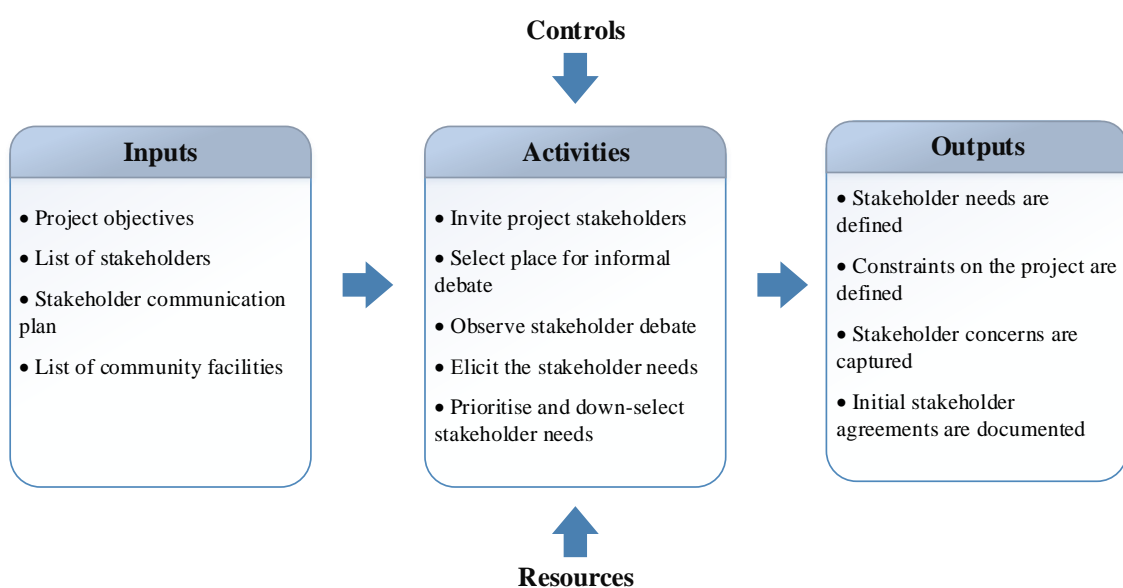 Controls
Inputs
• Project objectives
• List of stakeholders
• Stakeholder communication
plan
• List of community facilities
Activities
• Invite project stakeholders
• Select place for informal
debate
• Observe stakeholder debate
• Elicit the stakeholder needs
• Prioritise and down-select
stakeholder needs
Outputs
• Stakeholder needs are
defined
• Constraints on the project are
defined
• Stakeholder concerns are
captured
• Initial stakeholder
agreements are documented
Resources